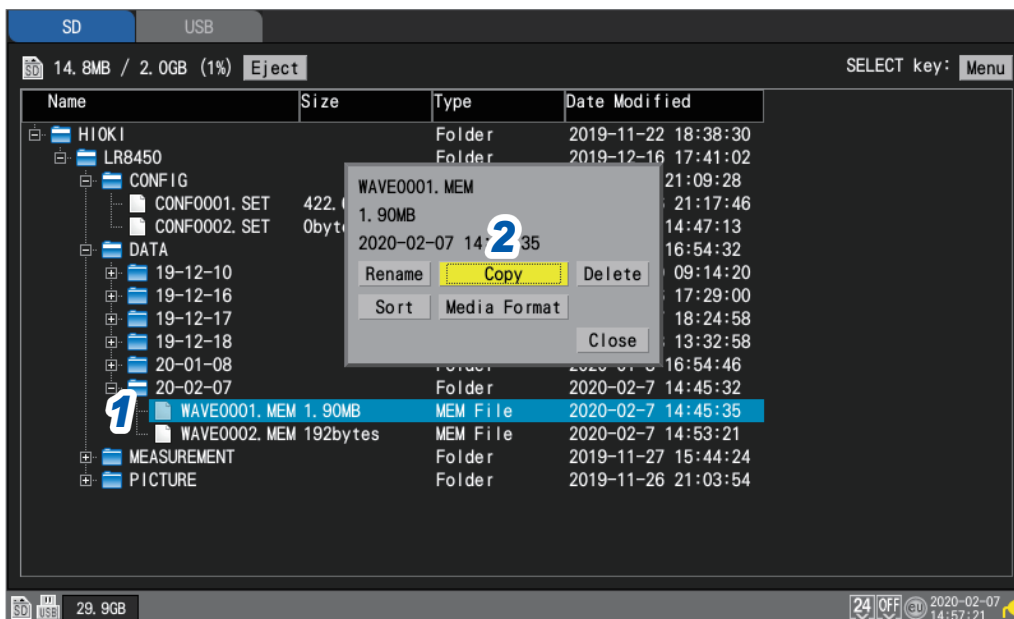 SD USB
14.8MB / 2.0GB (1%) Eject SELECT key: Menu
Name Size Type Date Modified
HIOKI Folder 2019-11-22 18:38:30
LR8450 Folder 2019-12-16 17:41:02
CONFIG 21:09:28
CONF0001.SET 422. 21:17:46
CONF0002.SET 0byt 14:47:13
DATA 16:54:32
19-12-10 09:14:20
19-12-16 17:29:00
19-12-17 18:24:58
19-12-18 13:32:58
20-01-08 16:54:46
20-02-07 Folder 2020-02-7 14:45:32
1 WAVE0001.MEM 1.90MB MEM File 2020-02-7 14:45:35
WAVE0002.MEM 192bytes MEM File 2020-02-7 14:53:21
MEASUREMENT Folder 2019-11-27 15:44:24
PICTURE Folder 2019-11-26 21:03:54
WAVE0001.MEM
1.90MB
2020-02-07 14 35
2
Rename Copy Delete
Sort Media Format
Close
SD USB 29.9GB 24 OFF EU 2020-02-07
14:57:21